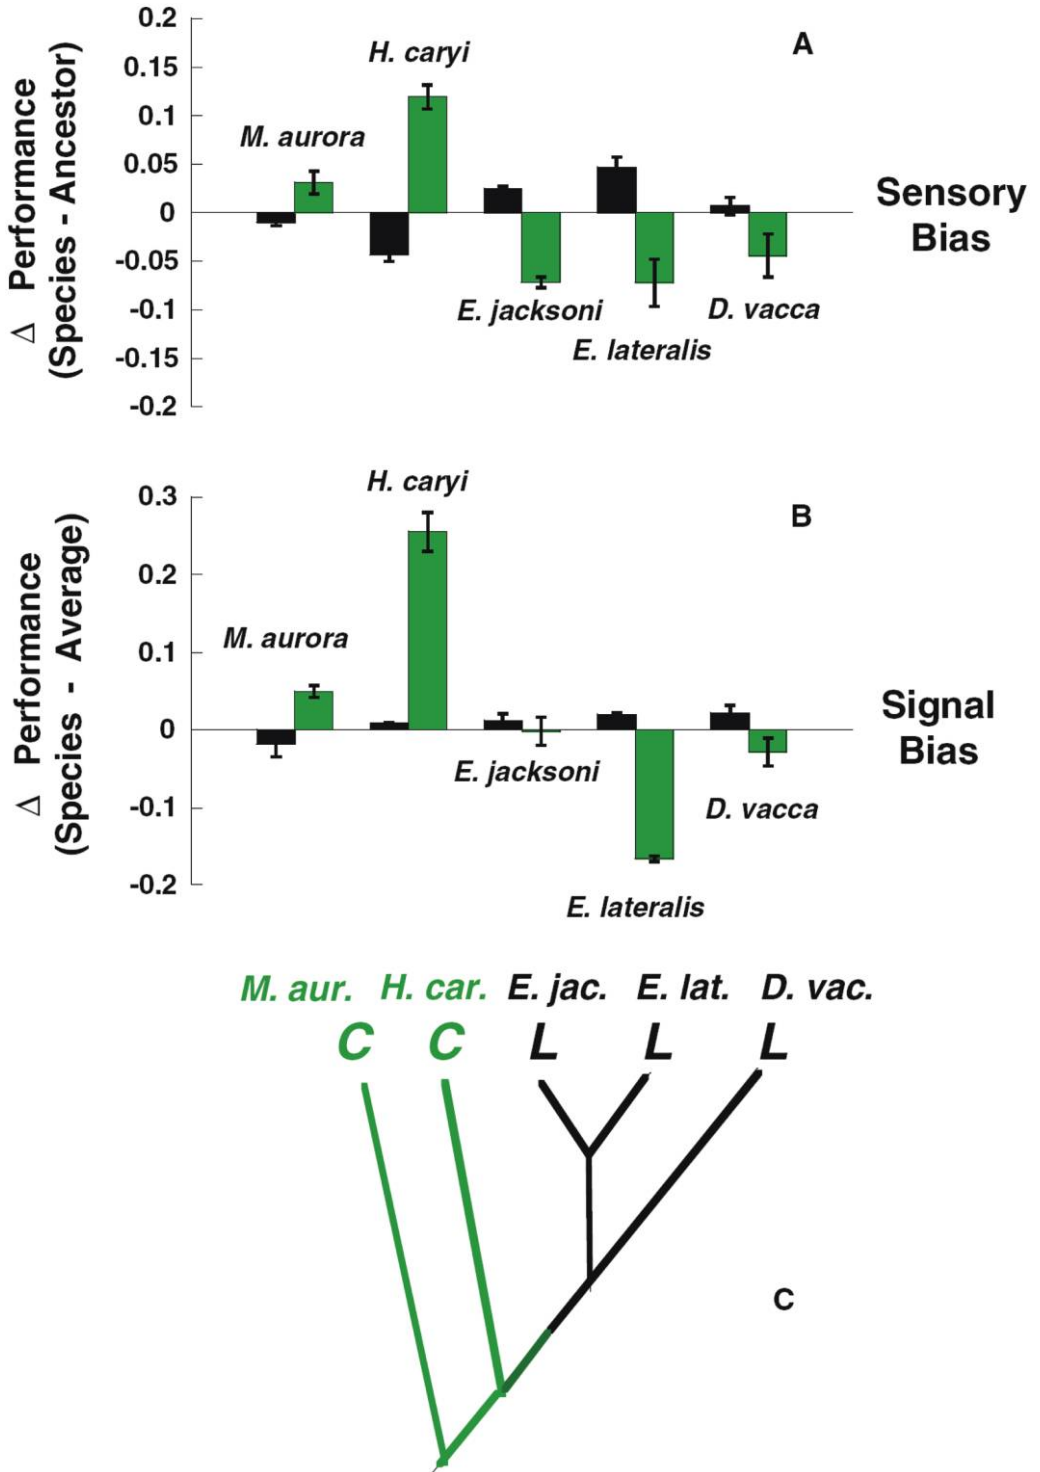 A
Δ Performance
(Species - Ancestor)
0.2
0.15
0.1
0.05
0
-0.05
-0.1
-0.15
-0.2
H. caryi
M. aurora
E. jacksoni
D. vacca
E. lateralis
Sensory
Bias
B
Δ Performance
(Species - Average)
0.3
0.2
0.1
0
-0.1
-0.2
H. caryi
M. aurora
E. jacksoni
D. vacca
E. lateralis
Signal
Bias
M. aur. H. car. E. jac. E. lat. D. vac.
C C L L L
C